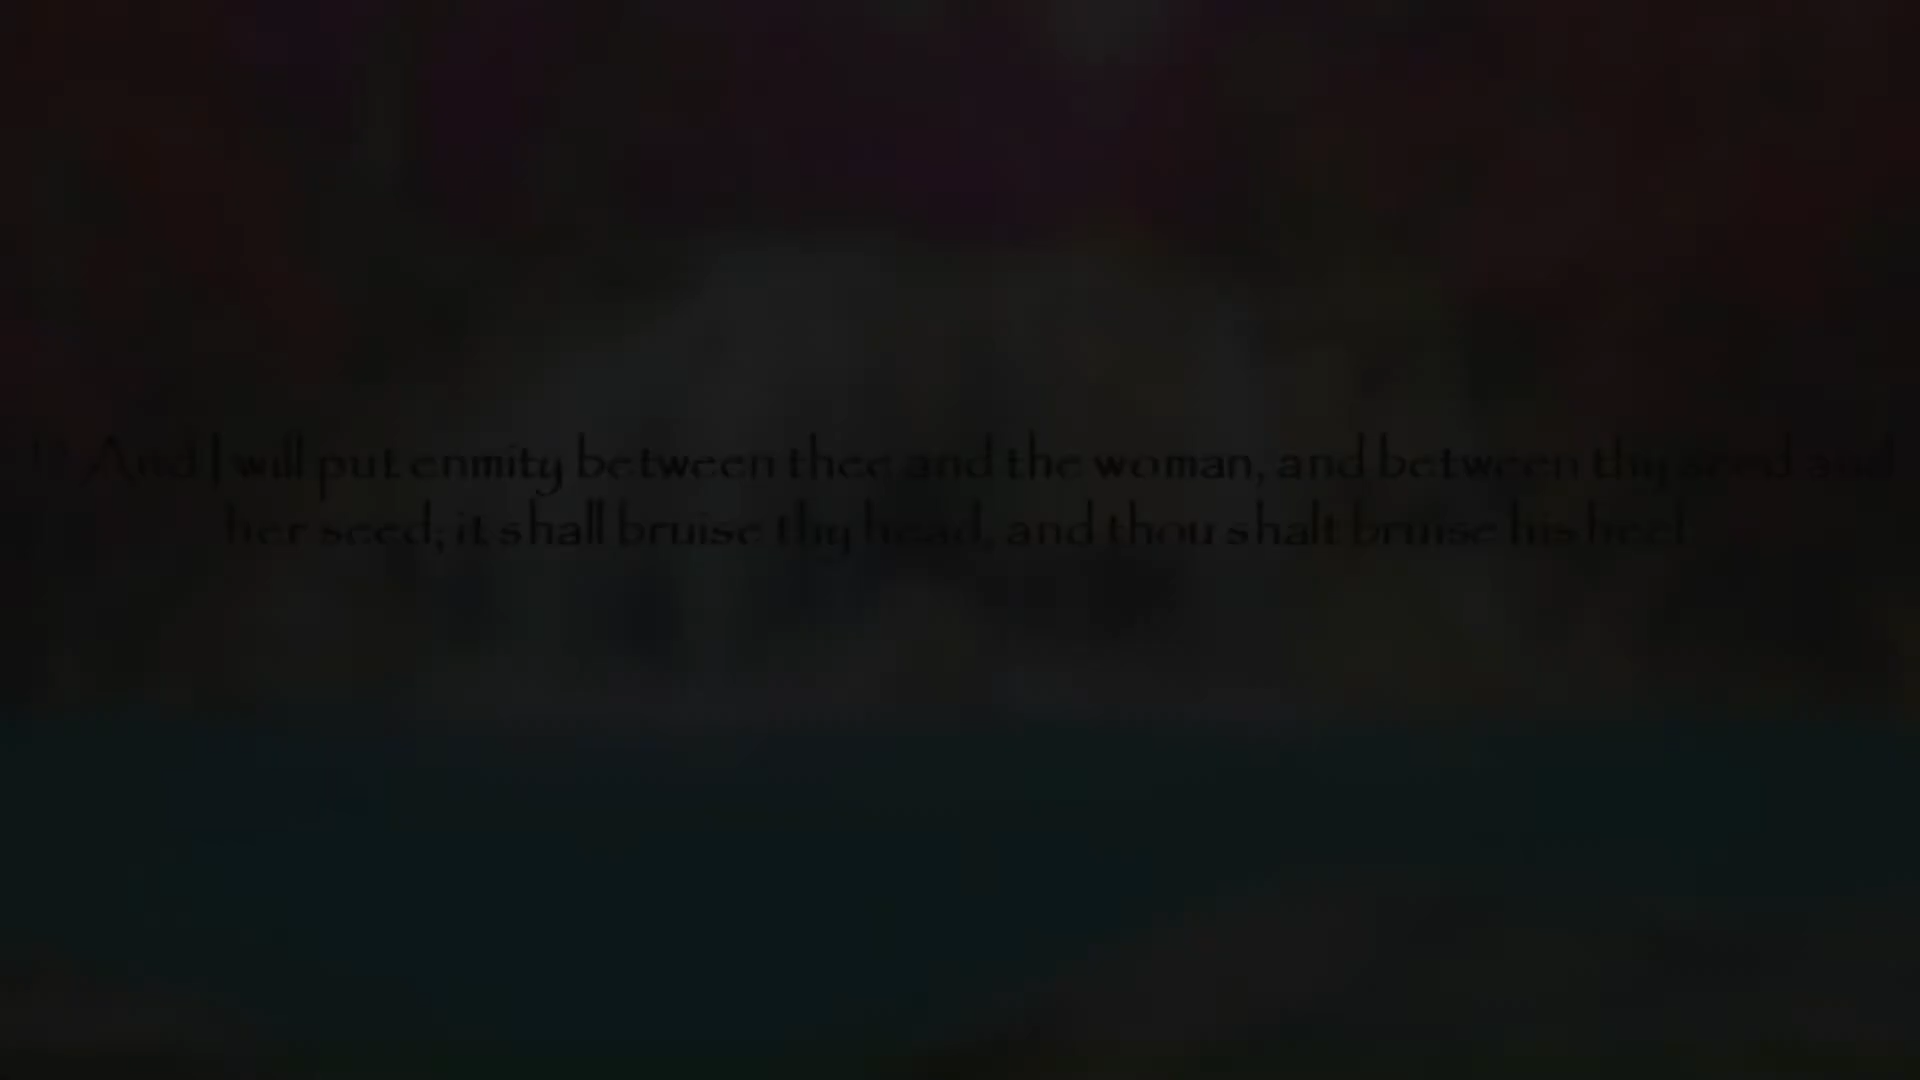 15 And I will put enmity between thee and the woman, and between thy seed and
her seed; it shall bruise thy head, and thou shalt bruise his heel.